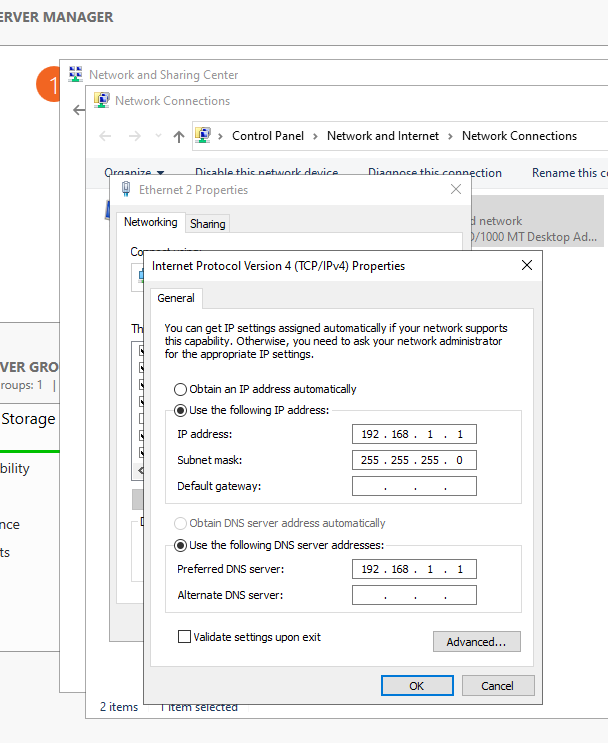 ERVER MANAGER
1
Network and Sharing Center
Network Connections
Control Panel > Network and Internet > Network Connections
Organize Disable this network device Diagnose this connection Rename this co
Ethernet 2 Properties
d network
0/1000 MT Desktop Ad...
Networking Sharing
Connect using:
Internet Protocol Version 4 (TCP/IPv4) Properties
General
You can get IP settings assigned automatically if your network supports
this capability. Otherwise, you need to ask your network administrator
for the appropriate IP settings.
Th
VER GRO
roups: 1 |
Storage
bility
nce
ts
Obtain an IP address automatically
Use the following IP address:
IP address: 192 . 168 . 1 . 1
Subnet mask: 255 . 255 . 255 . 0
Default gateway: . . .
Obtain DNS server address automatically
Use the following DNS server addresses:
Preferred DNS server: 192 . 168 . 1 . 1
Alternate DNS server: . . .
Validate settings upon exit
Advanced...
OK Cancel
2 items 1 item selected